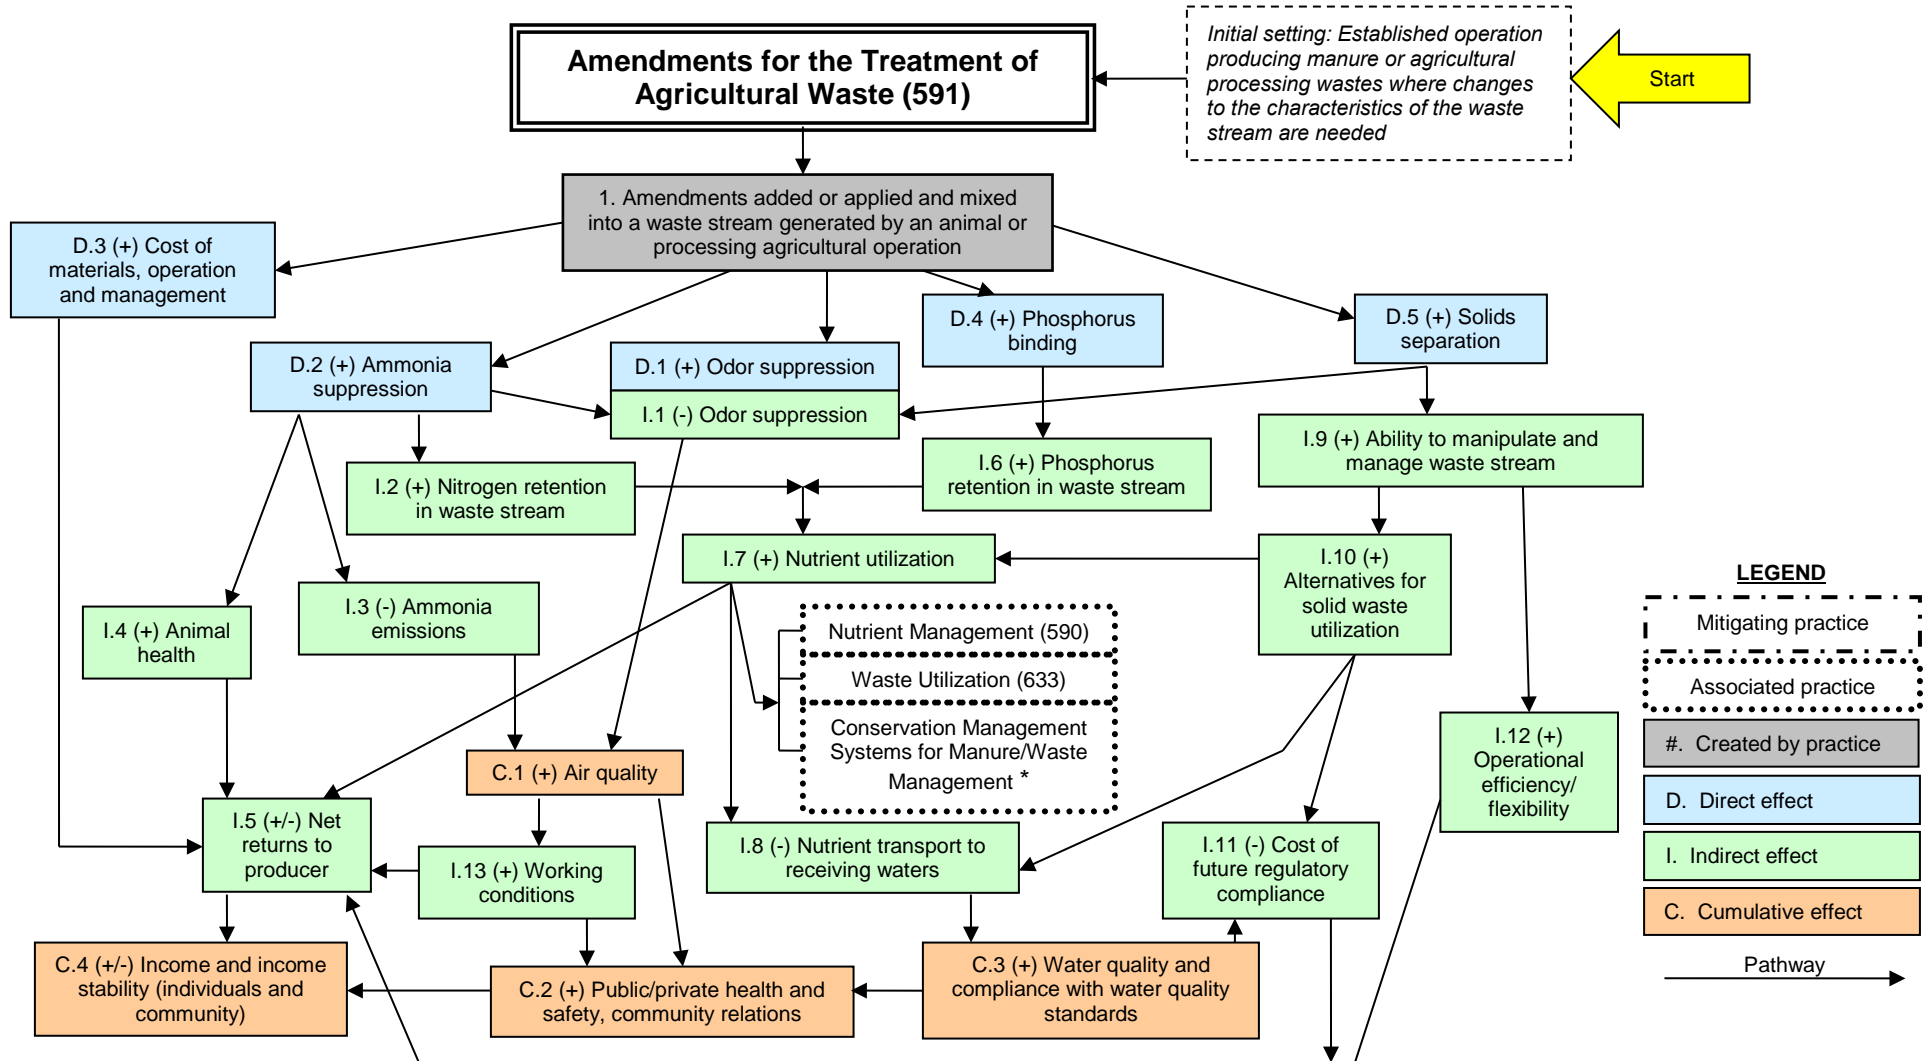 Amendments for the Treatment of
Agricultural Waste (591)
Initial setting: Established operation
producing manure or agricultural
processing wastes where changes
to the characteristics of the waste
stream are needed
Start
1. Amendments added or applied and mixed
into a waste stream generated by an animal or
processing agricultural operation
D.3 (+) Cost of
materials, operation
and management
D.4 (+) Phosphorus
binding
D.5 (+) Solids
separation
D.2 (+) Ammonia
suppression
D.1 (+) Odor suppression
I.1 (-) Odor suppression
I.9 (+) Ability to manipulate and
manage waste stream
I.2 (+) Nitrogen retention
in waste stream
I.6 (+) Phosphorus
retention in waste stream
I.7 (+) Nutrient utilization
I.10 (+)
Alternatives for
solid waste
utilization
I.4 (+) Animal
health
I.3 (-) Ammonia
emissions
Nutrient Management (590)
Waste Utilization (633)
Conservation Management
Systems for Manure/Waste
Management *
I.12 (+)
Operational
efficiency/
flexibility
C.1 (+) Air quality
I.5 (+/-) Net
returns to
producer
I.13 (+) Working
conditions
I.8 (-) Nutrient transport to
receiving waters
I.11 (-) Cost of
future regulatory
compliance
C.4 (+/-) Income and income
stability (individuals and
community)
C.2 (+) Public/private health and
safety, community relations
C.3 (+) Water quality and
compliance with water quality
standards
LEGEND
Mitigating practice
Associated practice
#. Created by practice
D. Direct effect
I. Indirect effect
C. Cumulative effect
Pathway